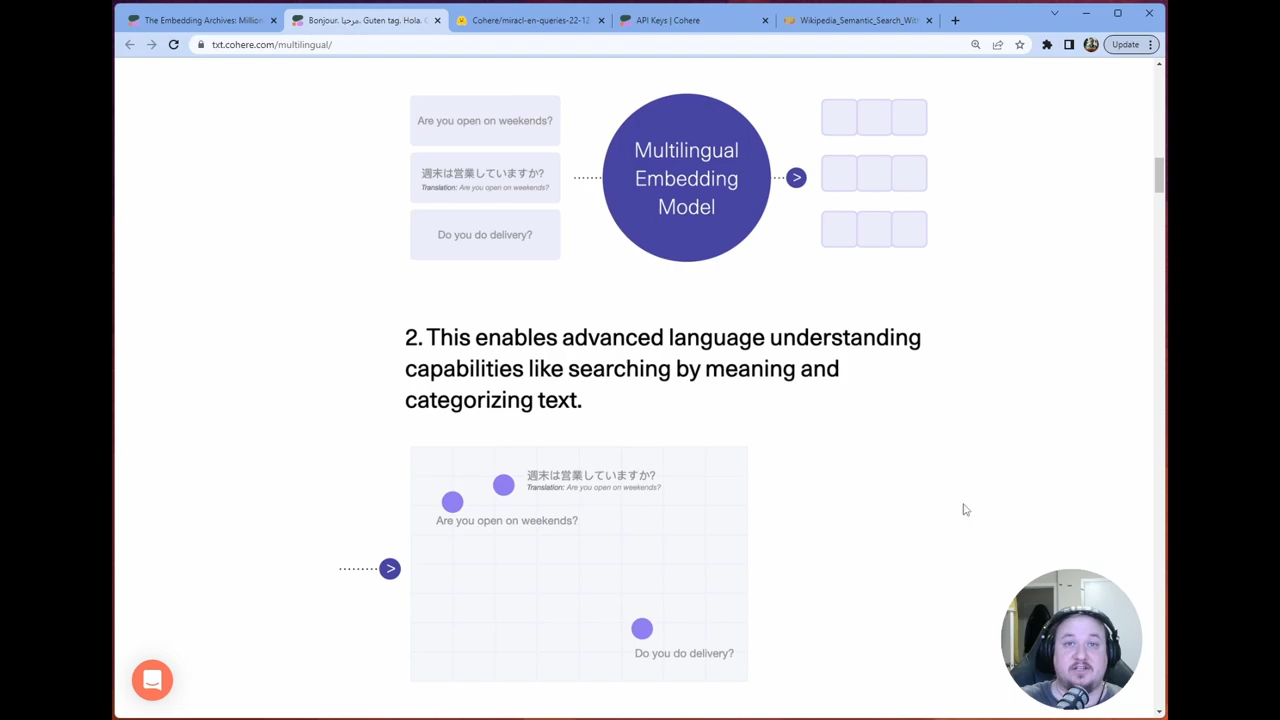 The Embedding Archives: Million
Bonjour. مرحبا. Guten tag. Hola.
Cohere/miracl-en-queries-22-12
API Keys | Cohere
Wikipedia_Semantic_Search_Wit
txt.cohere.com/multilingual/
Update
Are you open on weekends?
週末は営業していますか?
Translation: Are you open on weekends?
Do you do delivery?
Multilingual
Embedding
Model
>
2. This enables advanced language understanding
capabilities like searching by meaning and
categorizing text.
週末は営業していますか?
Translation: Are you open on weekends?
Are you open on weekends?
>
Do you do delivery?